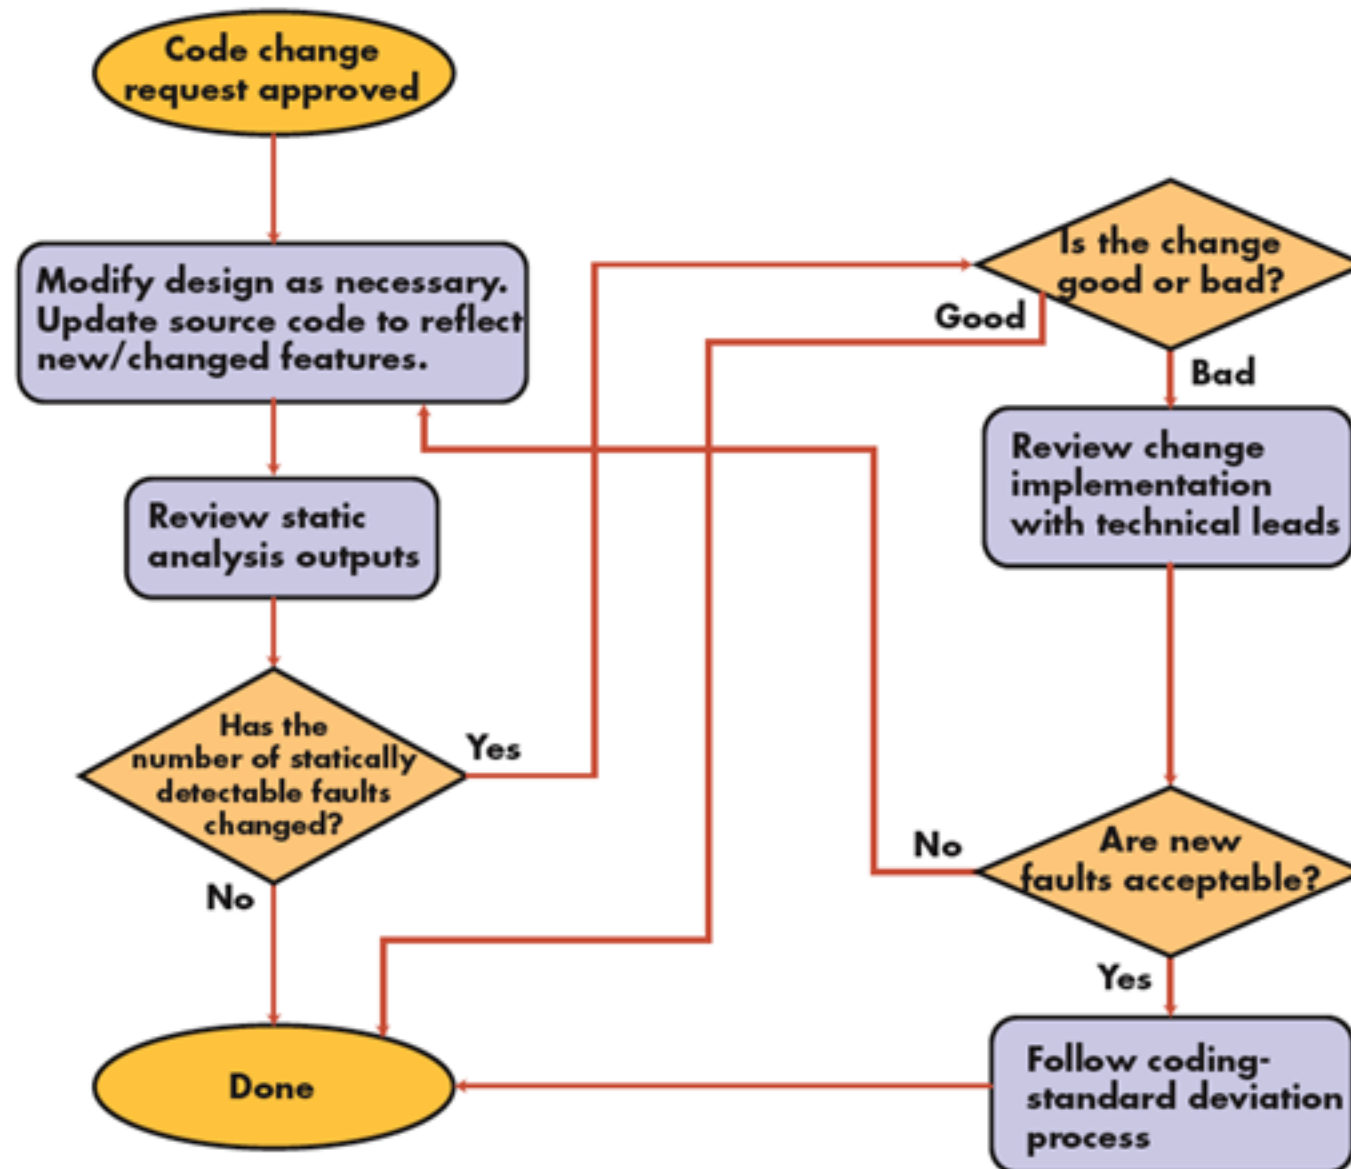 Code change
request approved
Modify design as necessary.
Update source code to reflect
new/changed features.
Review static
analysis outputs
Has the
number of statically
detectable faults
changed?
Yes
No
Done
Is the change
good or bad?
Good
Bad
Review change
implementation
with technical leads
Are new
faults acceptable?
No
Yes
Follow coding-
standard deviation
process